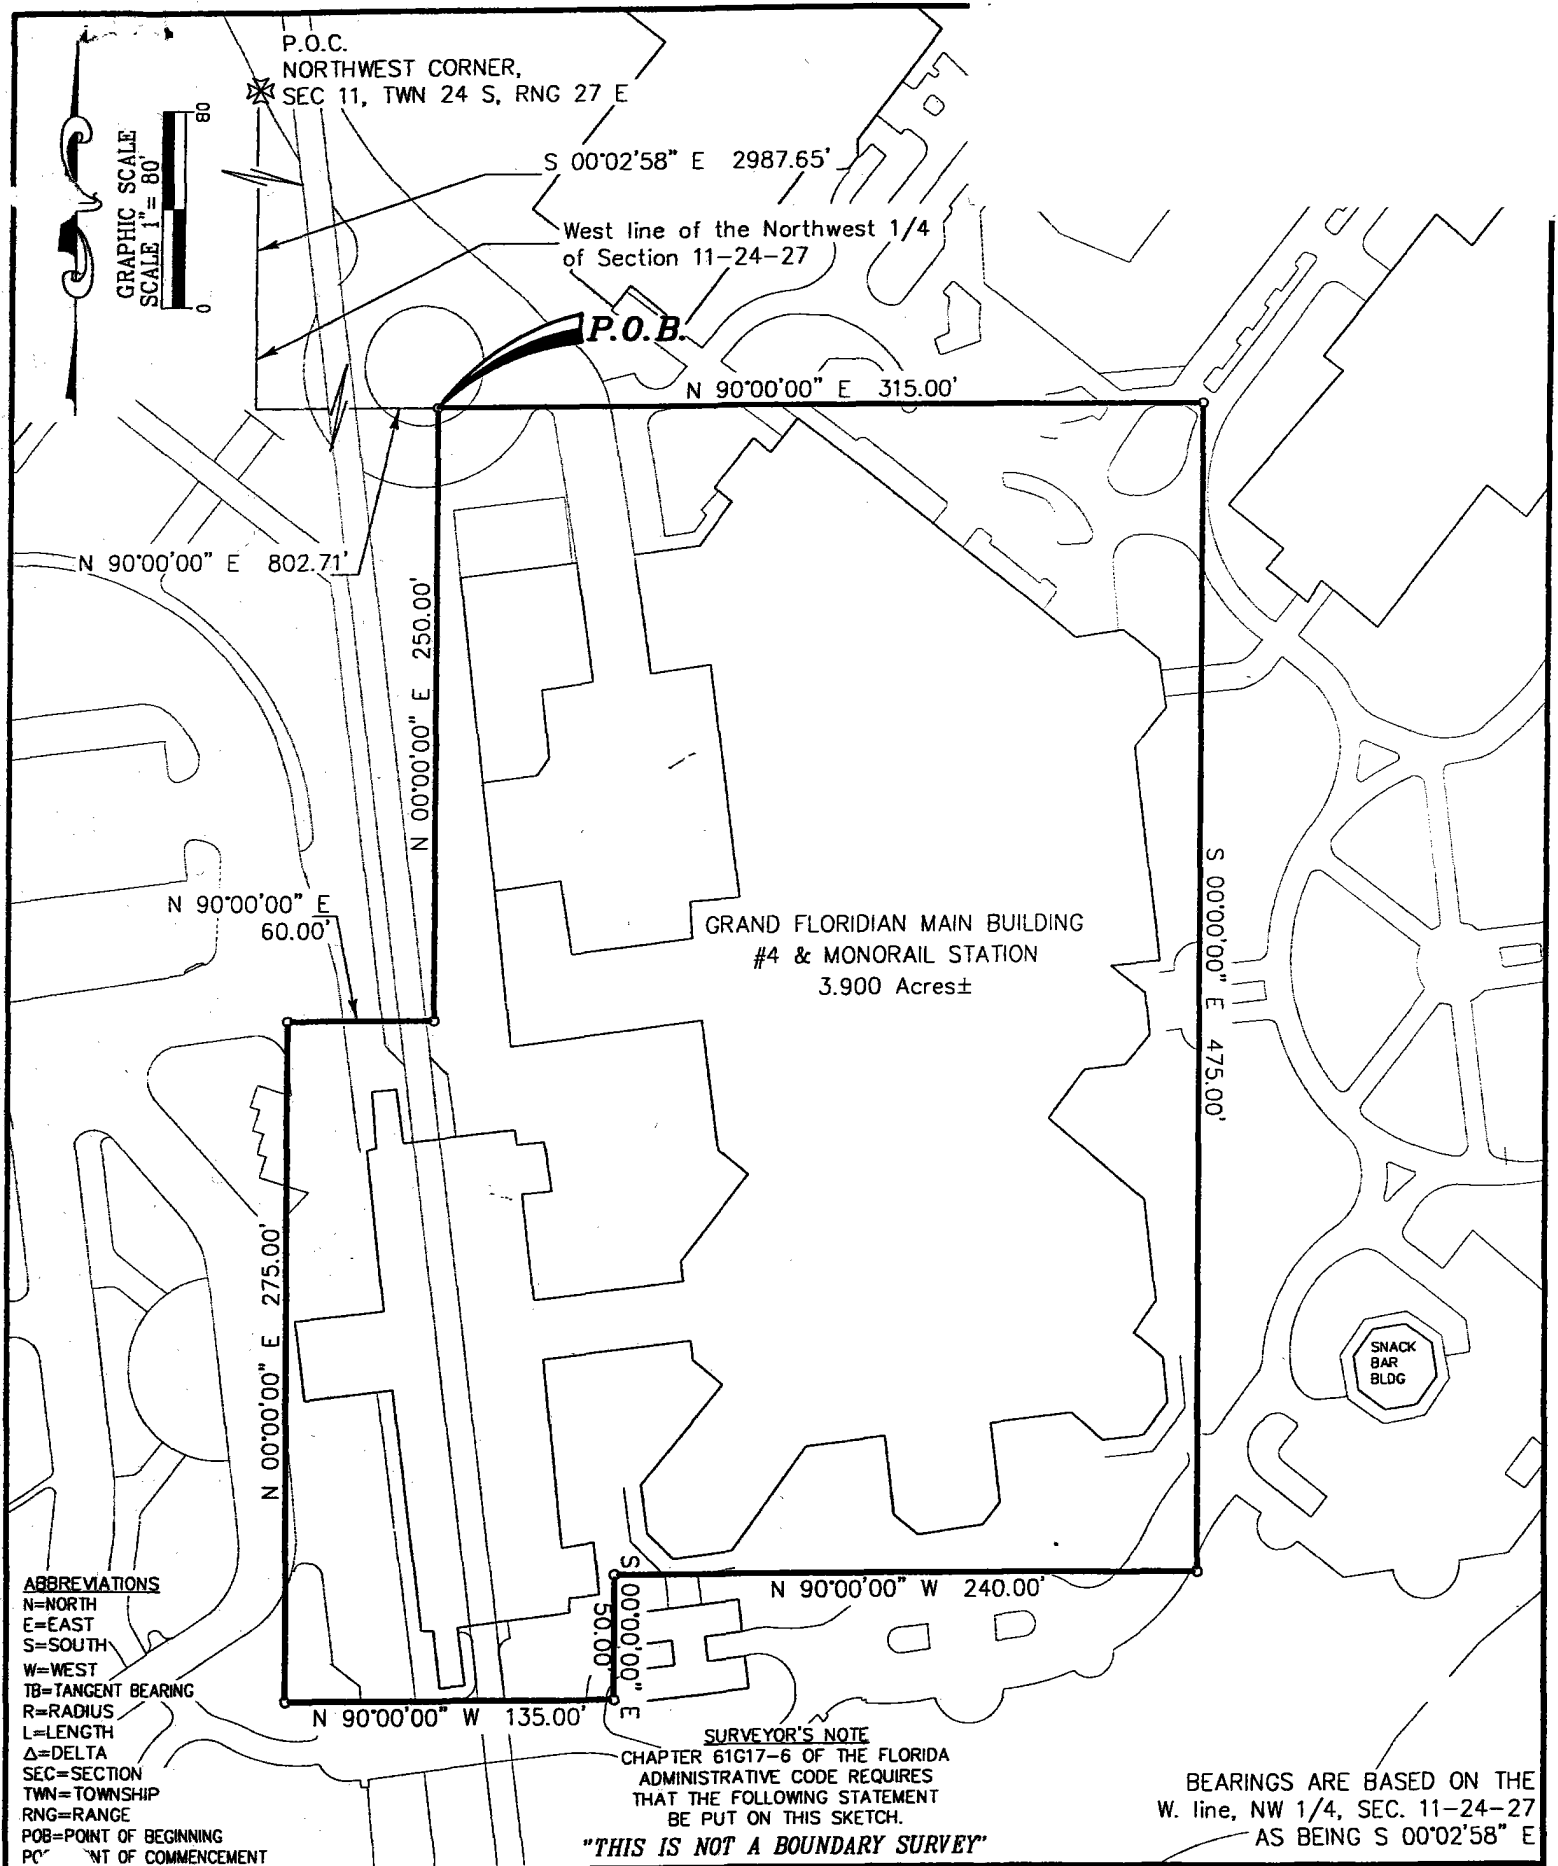 P.O.C.
NORTHWEST CORNER,
SEC 11, TWN 24 S, RNG 27 E
GRAPHIC SCALE
SCALE 1"= 80'
0
80
S 00°02'58" E 2987.65'
West line of the Northwest 1/4
of Section 11-24-27
P.O.B.
N 90°00'00" E 315.00'
N 90°00'00" E 802.71'
N 00°00'00" E 250.00'
N 90°00'00" E
60.00'
GRAND FLORIDIAN MAIN BUILDING
#4 & MONORAIL STATION
3.900 Acres±
S 00°00'00" E 475.00'
N 00°00'00" E 275.00'
SNACK
BAR
BLDG
N 90°00'00" W 240.00'
S 00°00'00" E
50.00'
N 90°00'00" W 135.00'
ABBREVIATIONS
N=NORTH
E=EAST
S=SOUTH
W=WEST
TB=TANGENT BEARING
R=RADIUS
L=LENGTH
Δ=DELTA
SEC=SECTION
TWN=TOWNSHIP
RNG=RANGE
POB=POINT OF BEGINNING
OF COMMENCEMENT
SURVEYOR'S NOTE
CHAPTER 61G17-6 OF THE FLORIDA
ADMINISTRATIVE CODE REQUIRES
THAT THE FOLLOWING STATEMENT
BE PUT ON THIS SKETCH.
"THIS IS NOT A BOUNDARY SURVEY"
BEARINGS ARE BASED ON THE
W. line, NW 1/4, SEC. 11-24-27
AS BEING S 00°02'58" E